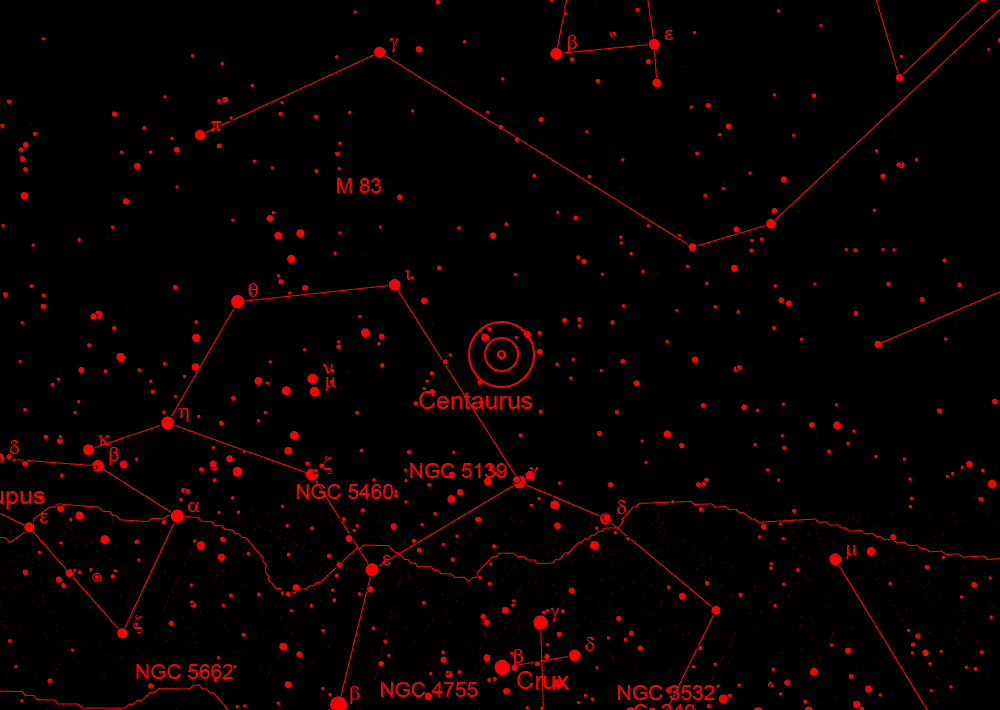 γ
β
ε
π
M 83
ι
θ
ν
μ
Centaurus
η
κ
δ
β
ζ
NGC 5139
γ
NGC 5460
upus
α
ε
δ
ε
μ
γ
ζ
δ
β
NGC 5662
Crux
β
NGC 4755
NGC 3532